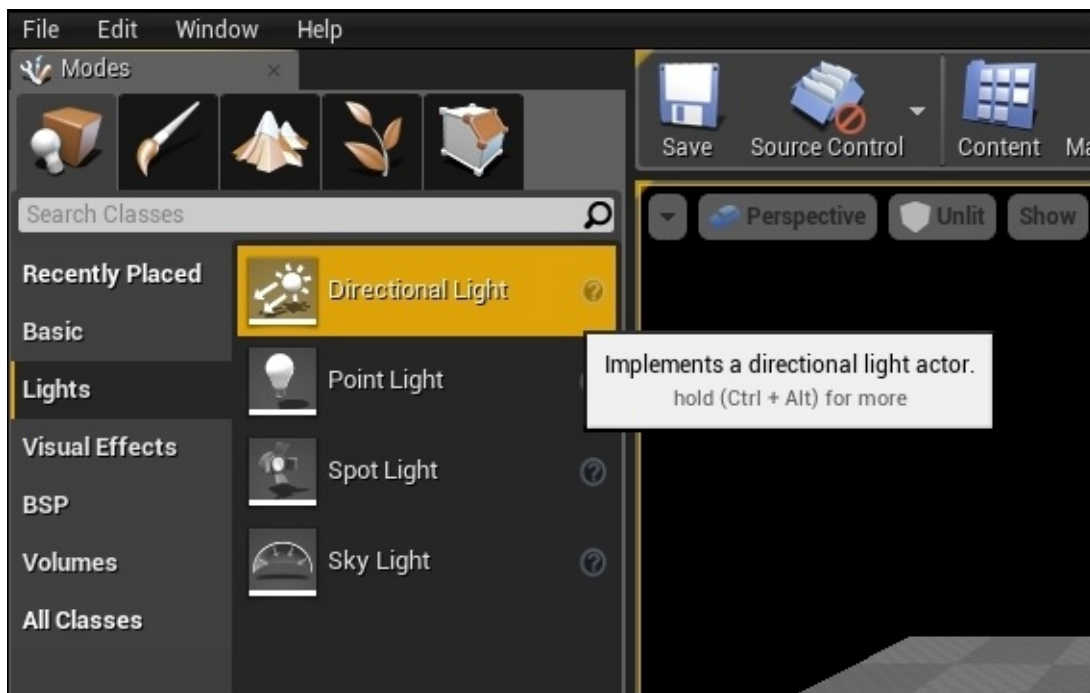 File Edit Window Help
Modes
Save Source Control Content Ma
Search Classes
Perspective Unlit Show
Recently Placed
Basic
Lights
Visual Effects
BSP
Volumes
All Classes
Directional Light
Point Light
Spot Light
Sky Light
Implements a directional light actor.
hold (Ctrl + Alt) for more